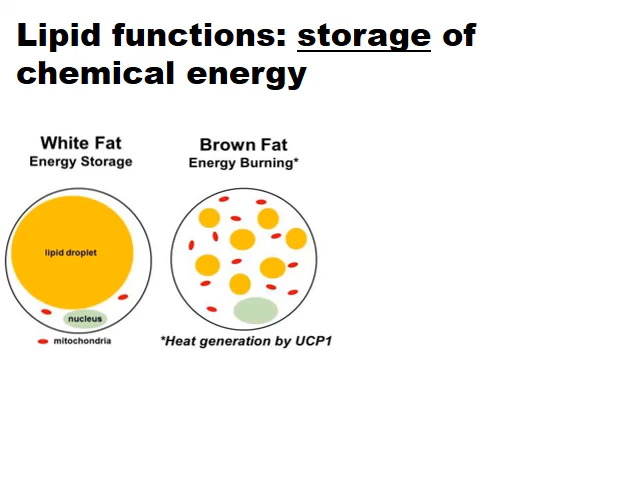 Lipid functions: storage of
chemical energy
White Fat
Energy Storage
Brown Fat
Energy Burning*
lipid droplet
nucleus
mitochondria
*Heat generation by UCP1